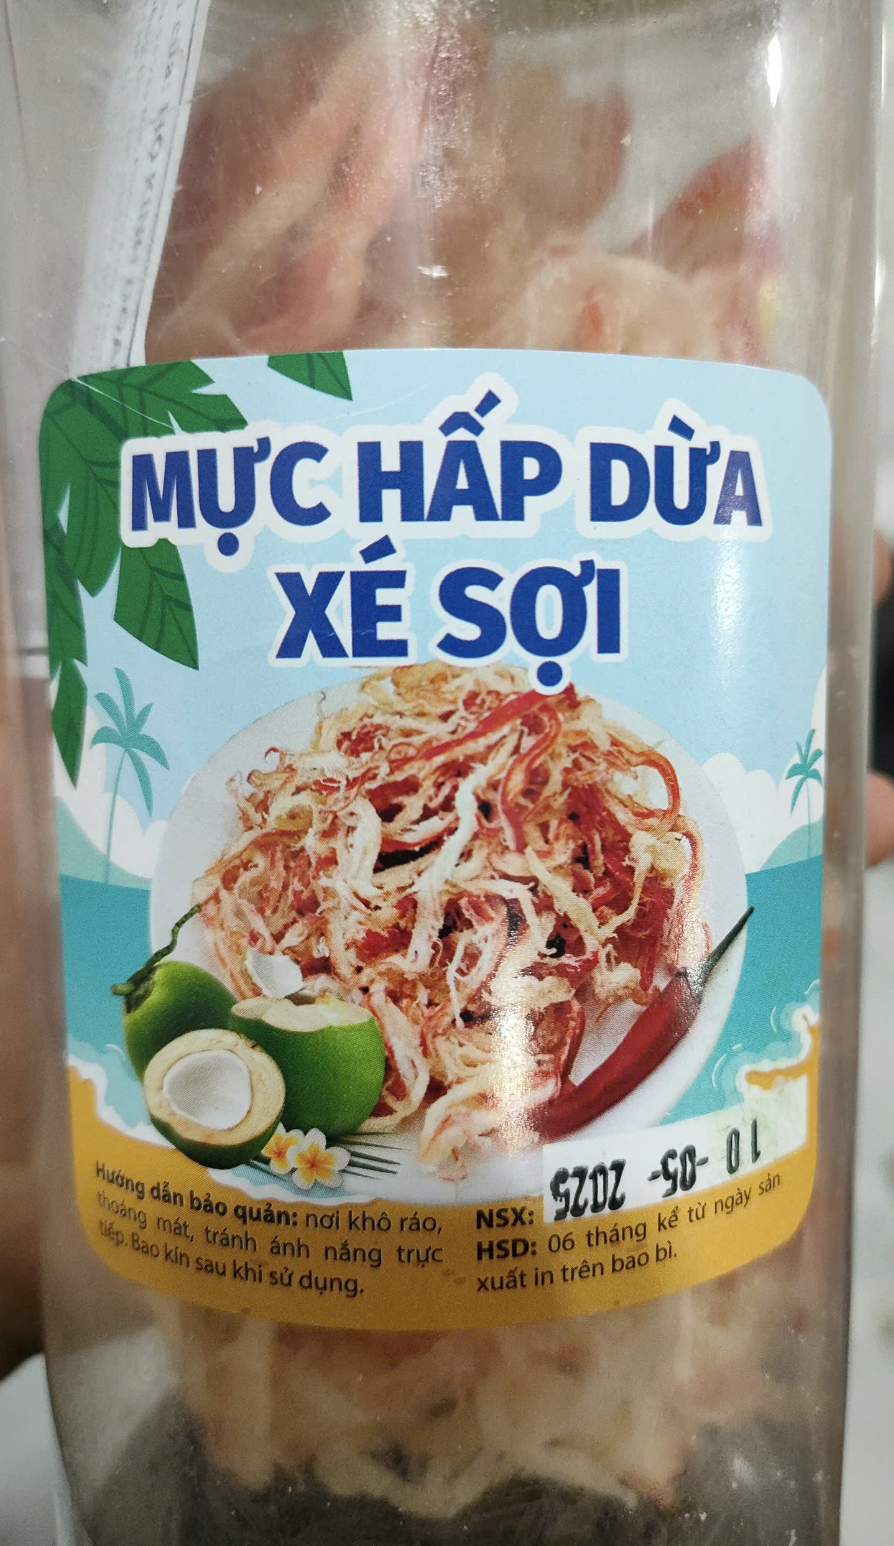 MỰC HẤP DỪA
XÉ SỢI
Hướng dẫn bảo quản: nơi khô ráo,
thoáng mát, tránh ánh nắng trực
tiếp. Bao kín sau khi sử dụng.
NSX: 10 -05- 2025
HSD: 06 tháng kể từ ngày sản
xuất in trên bao bì.